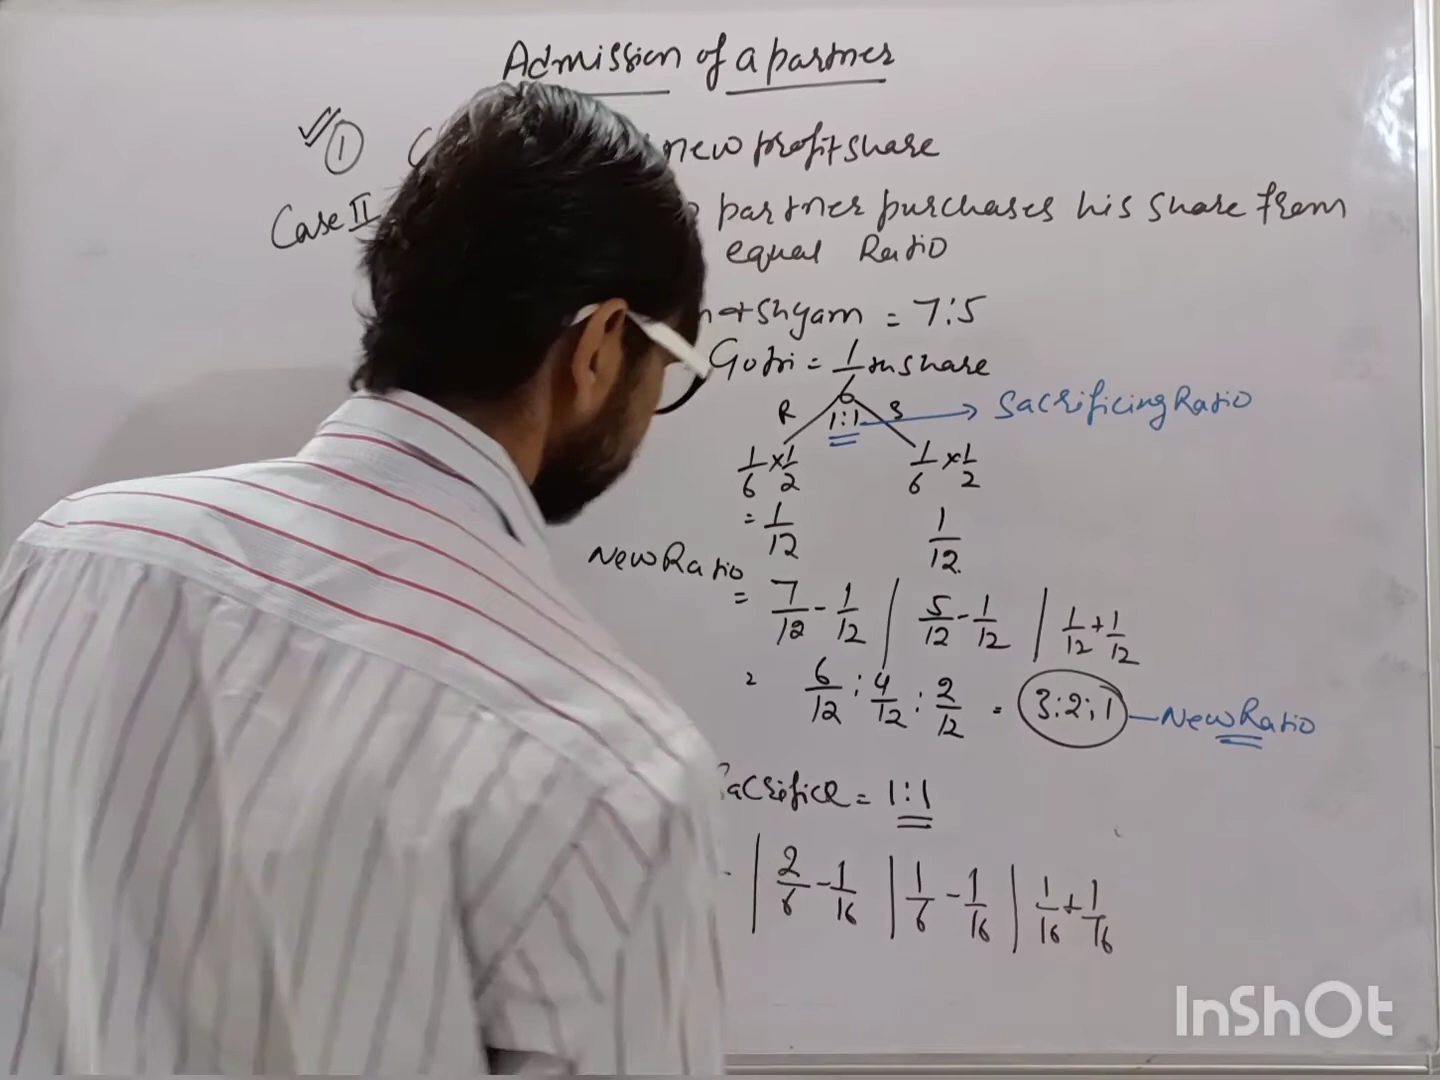 Admission of a partner
① new profit share
Case II partner purchases his share from
equal Ratio
Shyam = 7:5
= 1/6 th share
R 1:1 S → Sacrificing Ratio
1/6 × 1/2 1/6 × 1/2
= 1/12 1/12
New Ratio
= 7/12 - 1/12 | 5/12 - 1/12 | 1/12 + 1/12
= 6/12 : 4/12 : 2/12 = 3:2:1 New Ratio
Sacrifice = 1:1
| 2/6 - 1/16 | 1/6 - 1/16 | 1/16 + 1/16
InShOt